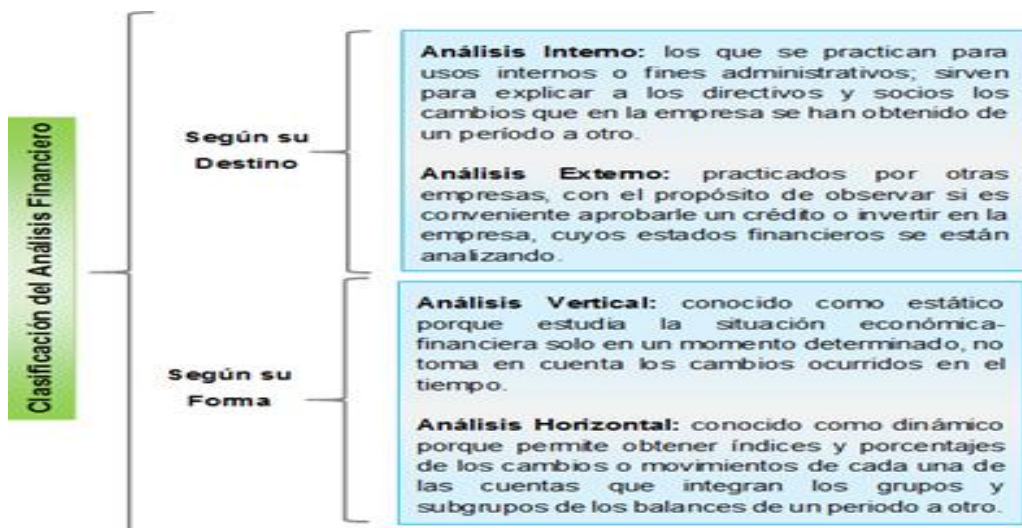 Clasificación del Análisis Financiero
Según su
Destino
Análisis Interno: los que se practican para
usos internos o fines administrativos; sirven
para explicar a los directivos y socios los
cambios que en la empresa se han obtenido de
un período a otro.
Análisis Externo: practicados por otras
empresas, con el propósito de observar si es
conveniente aprobarle un crédito o invertir en la
empresa, cuyos estados financieros se están
analizando.
Según su
Forma
Análisis Vertical: conocido como estático
porque estudia la situación económica-
financiera solo en un momento determinado, no
toma en cuenta los cambios ocurridos en el
tiempo.
Análisis Horizontal: conocido como dinámico
porque permite obtener índices y porcentajes
de los cambios o movimientos de cada una de
las cuentas que integran los grupos y
subgrupos de los balances de un periodo a otro.